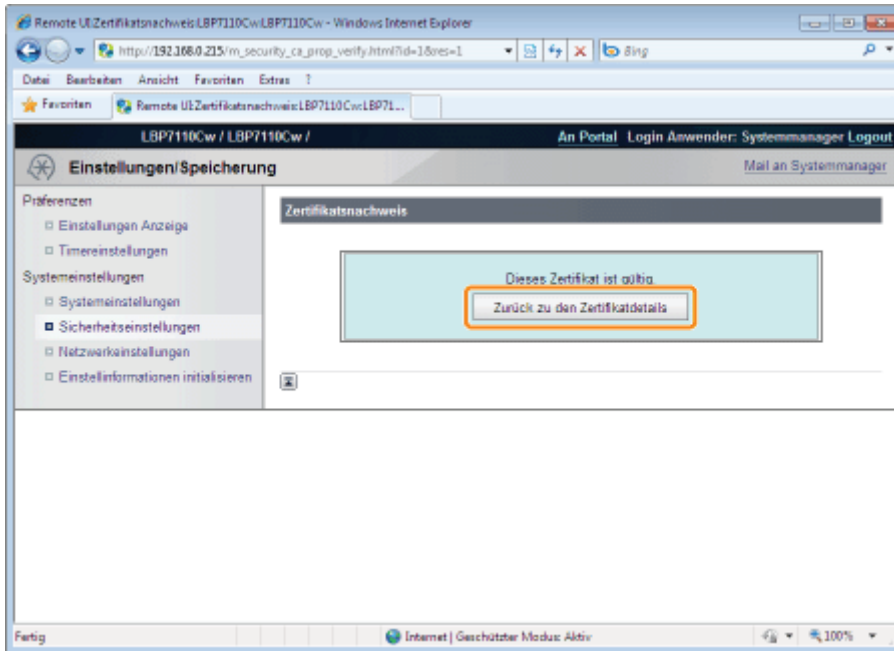 Remote UI:Zertifikatsnachweis:LBP7110Cw:LBP7110Cw - Windows Internet Explorer
http://192.168.0.215/m_security_ca_prop_verify.html?id=1&res=1
Bing
Datei Bearbeiten Ansicht Favoriten Extras ?
Favoriten
Remote UI:Zertifikatsnachweis:LBP7110Cw:LBP71...
LBP7110Cw / LBP7110Cw /
An Portal Login Anwender: Systemmanager Logout
Einstellungen/Speicherung
Mail an Systemmanager
Präferenzen
Einstellungen Anzeige
Timereinstellungen
Systemeinstellungen
Systemeinstellungen
Sicherheitseinstellungen
Netzwerkeinstellungen
Einstellinformationen initialisieren
Zertifikatsnachweis
Dieses Zertifikat ist gültig.
Zurück zu den Zertifikatdetails
Fertig
Internet | Geschützter Modus: Aktiv
100%